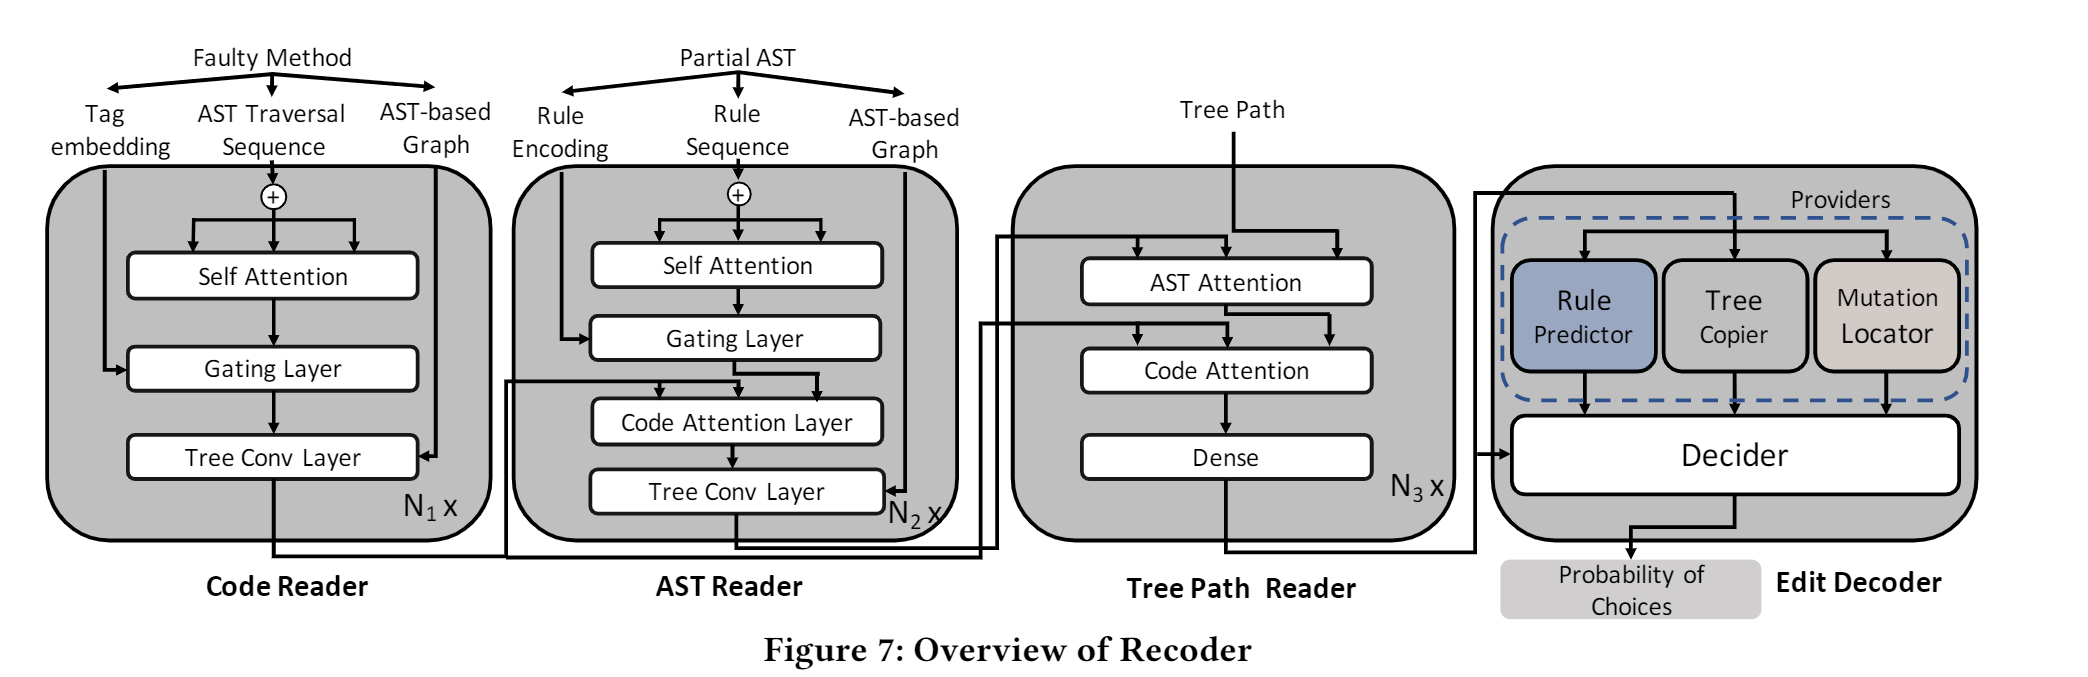 Faulty Method
Tag
embedding
AST Traversal
Sequence
AST-based
Graph
+
Self Attention
Gating Layer
Tree Conv Layer
N1 x
Code Reader
Partial AST
Rule
Encoding
Rule
Sequence
AST-based
Graph
+
Self Attention
Gating Layer
Code Attention Layer
Tree Conv Layer
N2 x
AST Reader
Tree Path
AST Attention
Code Attention
Dense
N3 x
Tree Path Reader
Providers
Rule
Predictor
Tree
Copier
Mutation
Locator
Decider
Probability of
Choices
Edit Decoder
Figure 7: Overview of Recoder